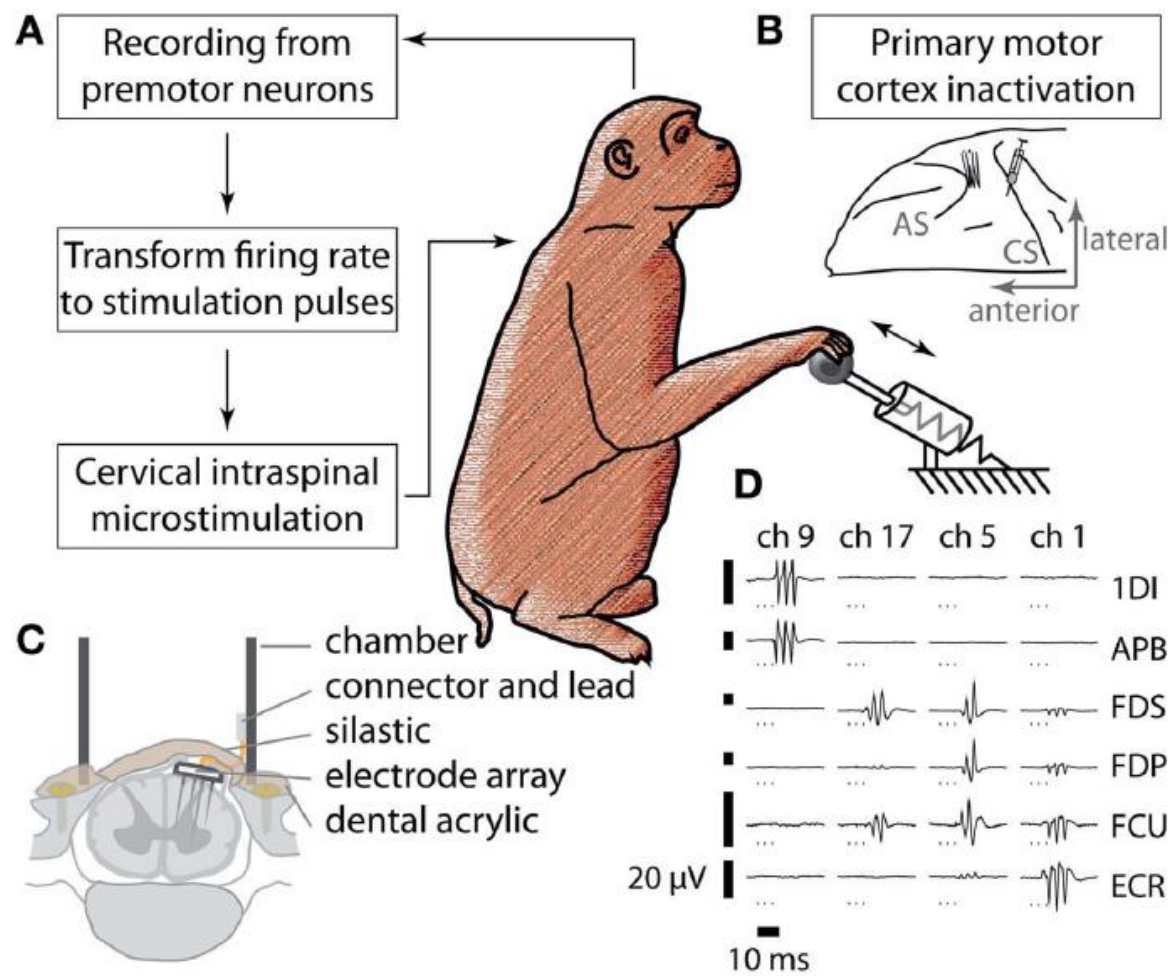 A
Recording from
premotor neurons
Transform firing rate
to stimulation pulses
Cervical intraspinal
microstimulation
B
Primary motor
cortex inactivation
AS
CS
lateral
anterior
C
chamber
connector and lead
silastic
electrode array
dental acrylic
D
ch 9 ch 17 ch 5 ch 1
1DI
APB
FDS
FDP
FCU
20 μV
ECR
10 ms